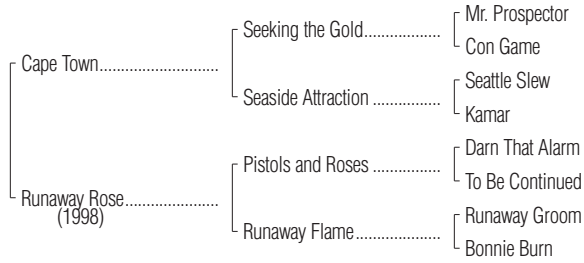 Mr. Prospector
Seeking the Gold..................
Con Game
Cape Town............................
Seattle Slew
Seaside Attraction ................
Kamar
Darn That Alarm
Pistols and Roses .................
To Be Continued
Runaway Rose......................
(1998)
Runaway Groom
Runaway Flame....................
Bonnie Burn